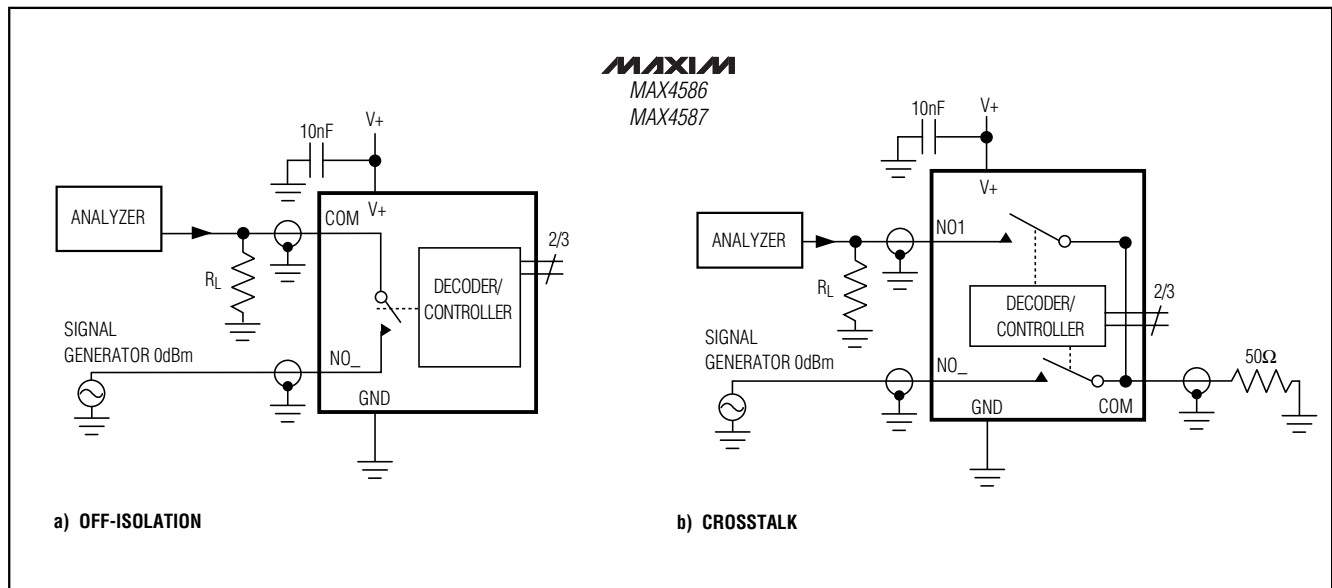 MAXIM
MAX4586
MAX4587
10nF
V+
V+
ANALYZER
COM
RL
DECODER/
CONTROLLER
2/3
SIGNAL
GENERATOR 0dBm
NO_
GND
a) OFF-ISOLATION
10nF
V+
V+
ANALYZER
NO1
RL
DECODER/
CONTROLLER
2/3
SIGNAL
GENERATOR 0dBm
NO_
50Ω
GND
COM
b) CROSSTALK